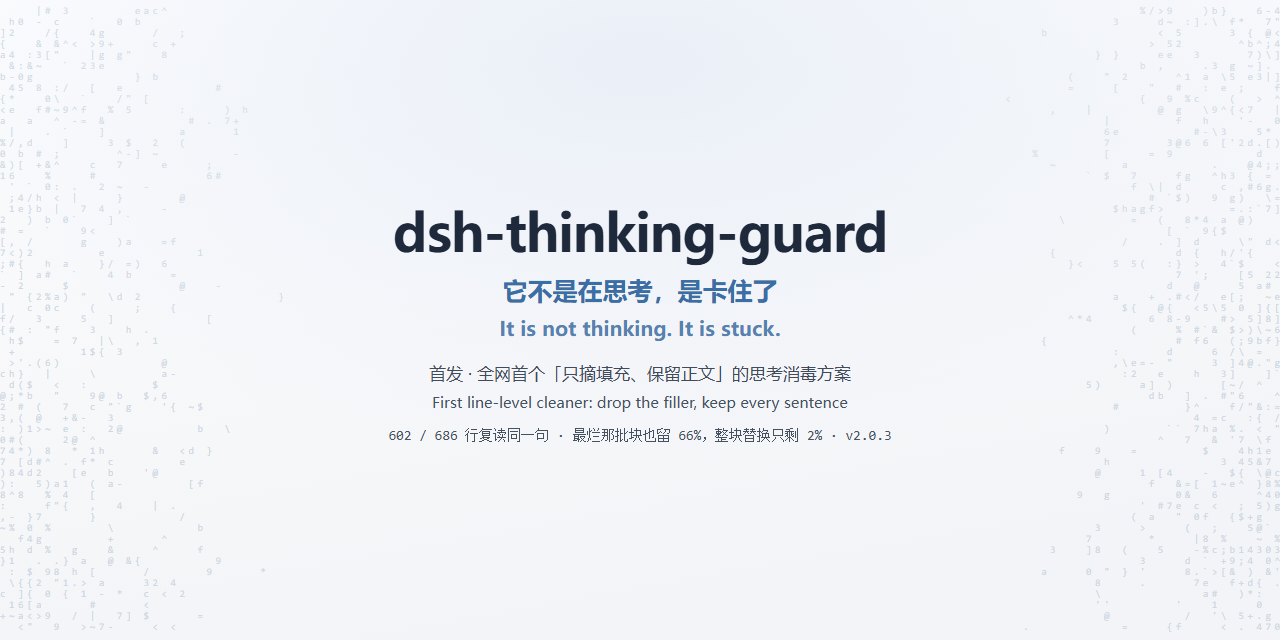 dsh-thinking-guard
它不是在思考，是卡住了
It is not thinking. It is stuck.
首发 · 全网首个「只摘填充、保留正文」的思考消毒方案
First line-level cleaner: drop the filler, keep every sentence
602 / 686 行复读同一句 · 最烂那批块也留 66%，整块替换只剩 2% · v2.0.3